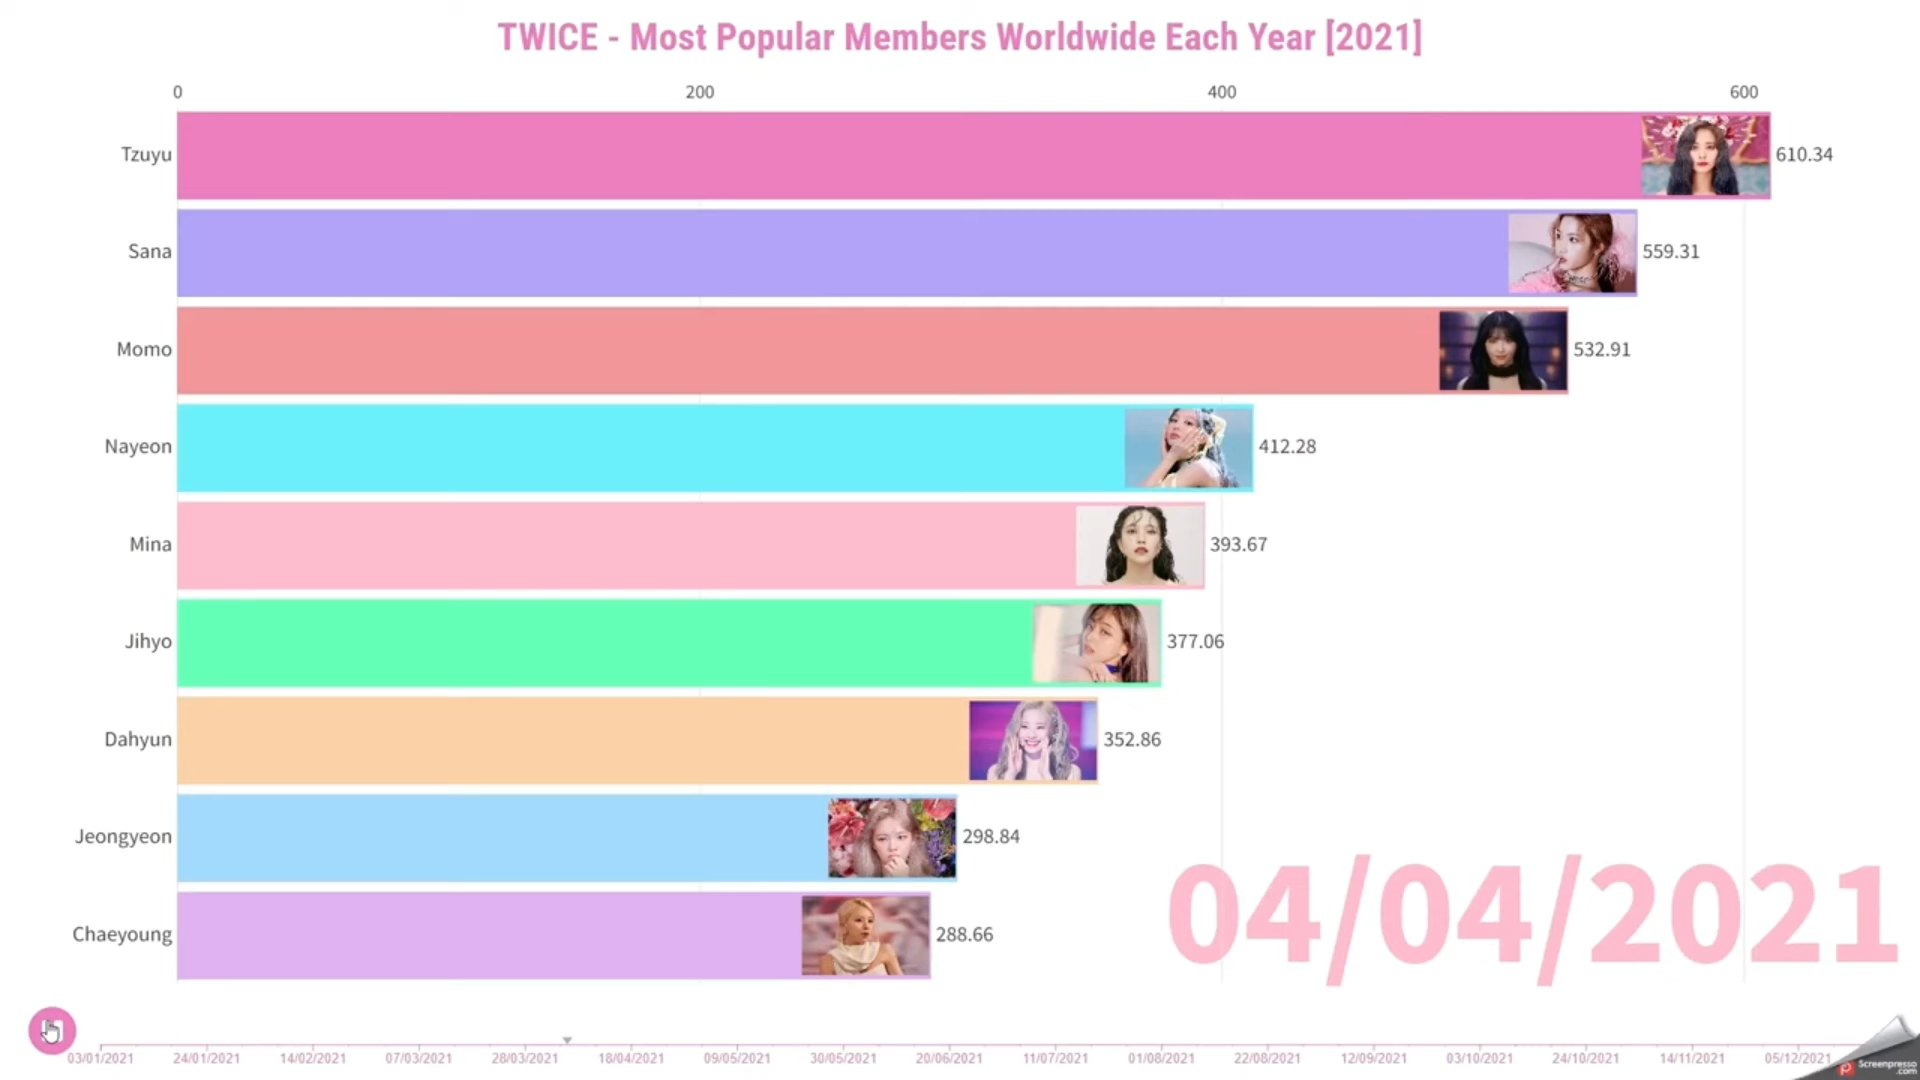 TWICE - Most Popular Members Worldwide Each Year [2021]
0 200 400 600
Tzuyu 610.34
Sana 559.31
Momo 532.91
Nayeon 412.28
Mina 393.67
Jihyo 377.06
Dahyun 352.86
Jeongyeon 298.84
Chaeyoung 288.66
04/04/2021
03/01/2021 24/01/2021 14/02/2021 07/03/2021 28/03/2021 18/04/2021 09/05/2021 30/05/2021 20/06/2021 11/07/2021 01/08/2021 22/08/2021 12/09/2021 03/10/2021 24/10/2021 14/11/2021 05/12/2021
Screenpresso
.com